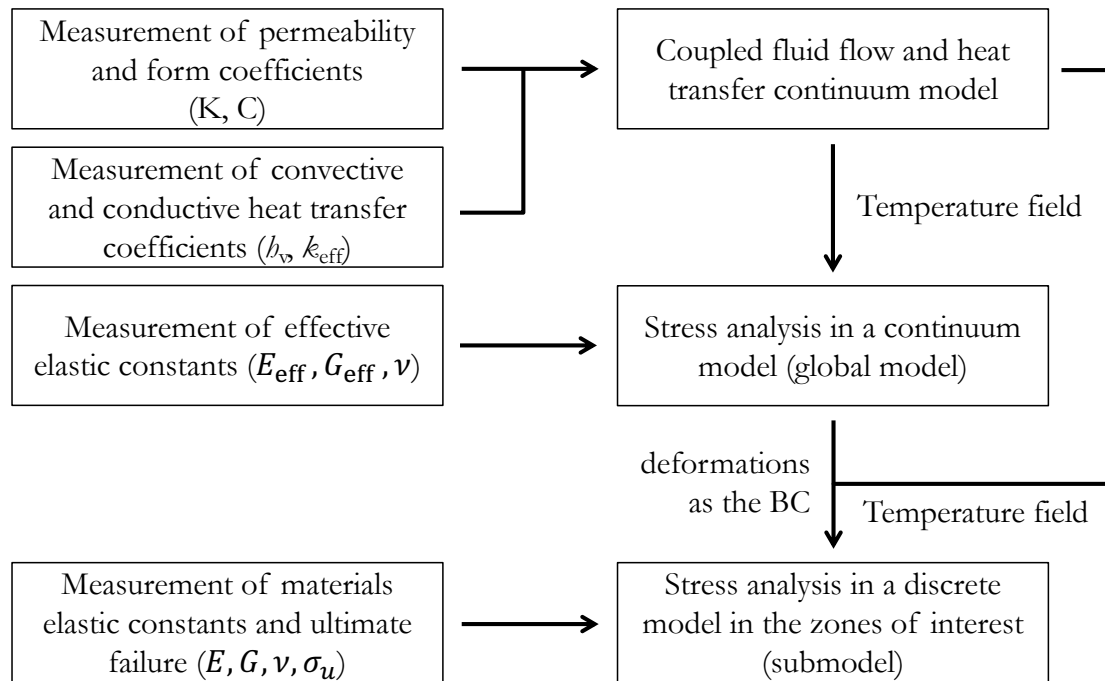 Measurement of permeability
and form coefficients
(K, C)
Coupled fluid flow and heat
transfer continuum model
Measurement of convective
and conductive heat transfer
coefficients (hv, keff)
Temperature field
Measurement of effective
elastic constants (Eeff, Geff, ν)
Stress analysis in a continuum
model (global model)
deformations
as the BC
Temperature field
Measurement of materials
elastic constants and ultimate
failure (E, G, ν, σu)
Stress analysis in a discrete
model in the zones of interest
(submodel)